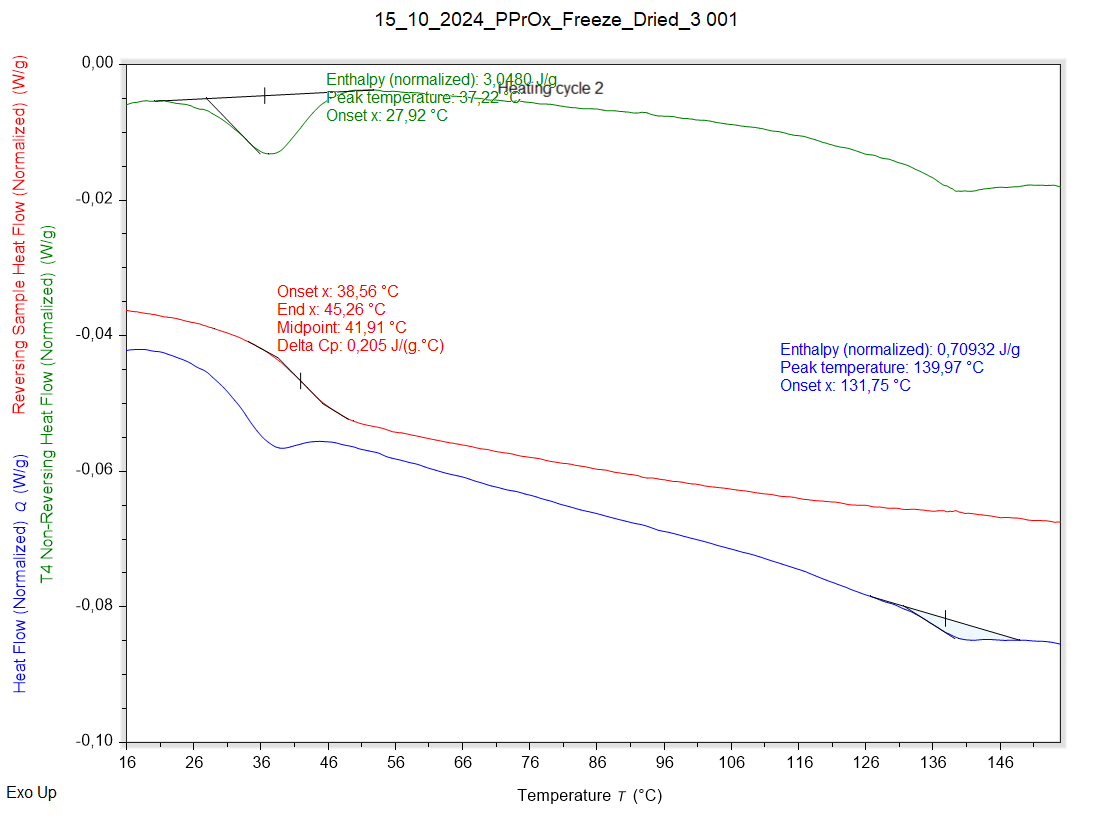 15_10_2024_PPrOx_Freeze_Dried_3 001
Reversing Sample Heat Flow (Normalized) (W/g)
Heat Flow (Normalized) Q (W/g)
T4 Non-Reversing Heat Flow (Normalized) (W/g)
0,00
-0,02
-0,04
-0,06
-0,08
-0,10
Enthalpy (normalized): 3,0480 J/g
Heating cycle 2
Peak temperature: 37,22 °C
Onset x: 27,92 °C
Onset x: 38,56 °C
End x: 45,26 °C
Midpoint: 41,91 °C
Delta Cp: 0,205 J/(g.°C)
Enthalpy (normalized): 0,70932 J/g
Peak temperature: 139,97 °C
Onset x: 131,75 °C
16 26 36 46 56 66 76 86 96 106 116 126 136 146
Exo Up
Temperature T (°C)